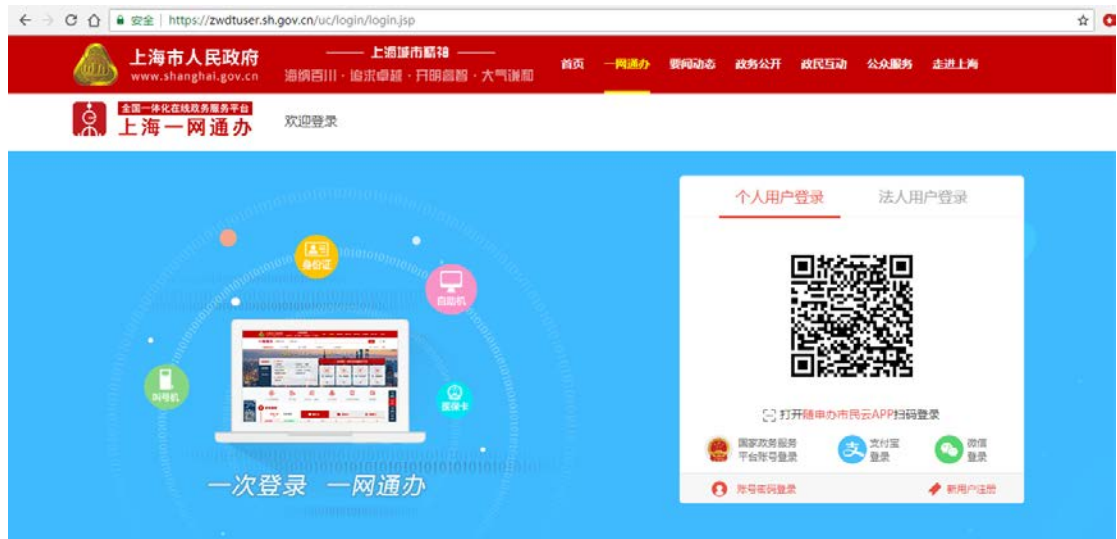 安全 | https://zwdtuser.sh.gov.cn/uc/login/login.jsp
上海市人民政府
www.shanghai.gov.cn
上海城市精神
海纳百川·追求卓越·开明睿智·大气谦和
首页 一网通办 要闻动态 政务公开 政民互动 公众服务 走进上海
全国一体化在线政务服务平台
上海一网通办
欢迎登录
个人用户登录 法人用户登录
身份证
自助机
叫号机
医保卡
打开随申办市民云APP扫码登录
国家政务服务
平台账号登录
支付宝
登录
微信
登录
一次登录 一网通办
账号密码登录 新用户注册